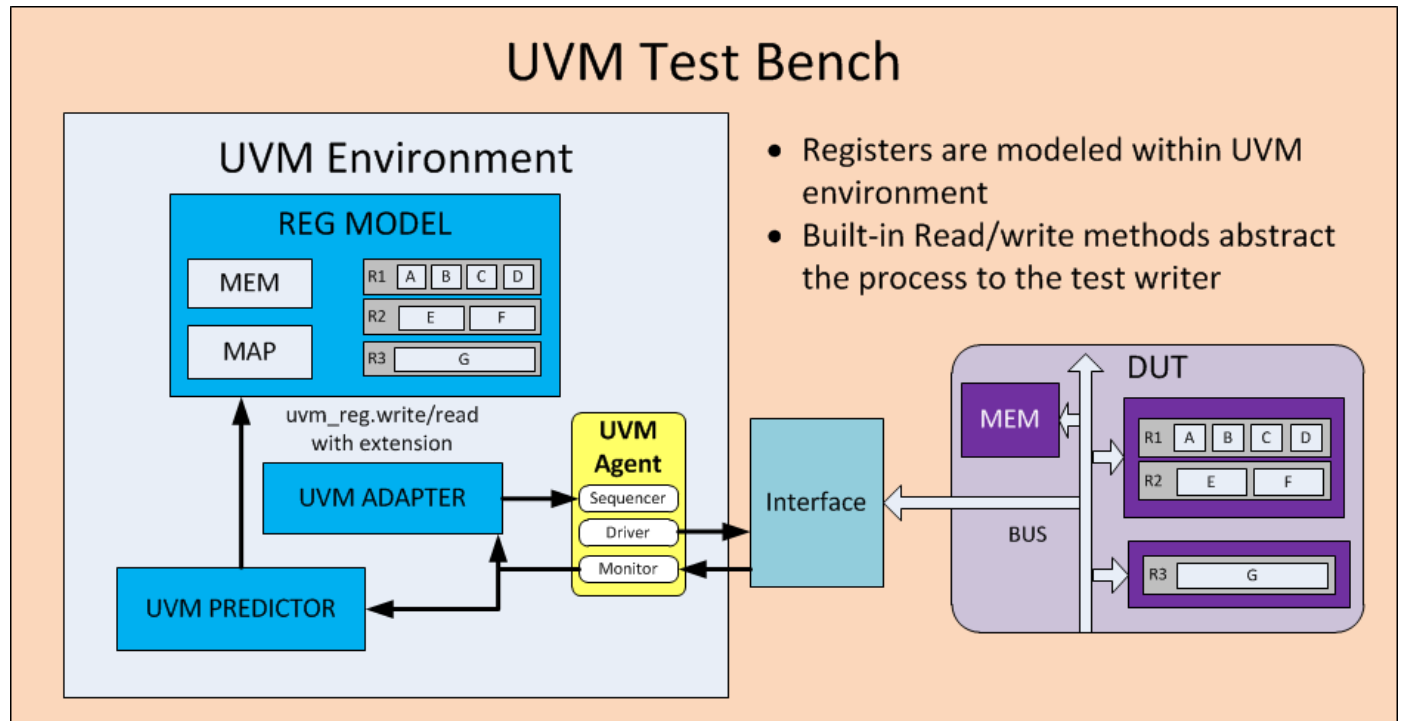 UVM Test Bench
UVM Environment
REG MODEL
MEM
MAP
R1 A B C D
R2 E F
R3 G
uvm_reg.write/read
with extension
UVM ADAPTER
UVM PREDICTOR
UVM
Agent
Sequencer
Driver
Monitor
• Registers are modeled within UVM
environment
• Built-in Read/write methods abstract
the process to the test writer
Interface
DUT
MEM
R1 A B C D
R2 E F
BUS
R3 G